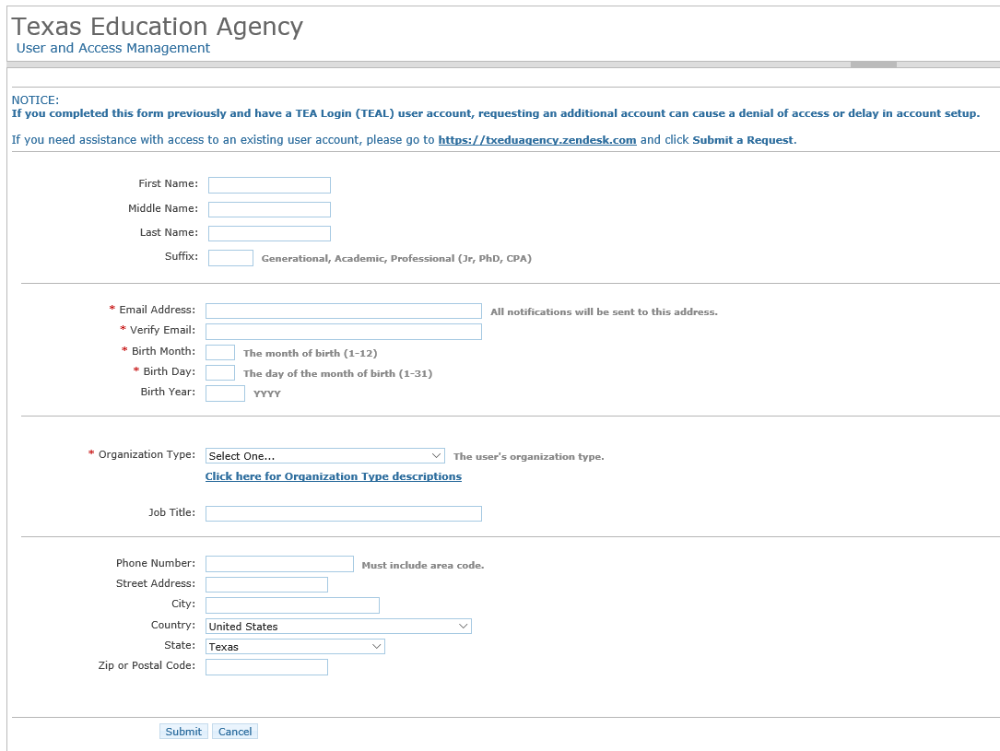 Texas Education Agency
User and Access Management
NOTICE:
If you completed this form previously and have a TEA Login (TEAL) user account, requesting an additional account can cause a denial of access or delay in account setup.
If you need assistance with access to an existing user account, please go to https://txeduagency.zendesk.com and click Submit a Request.
First Name:
Middle Name:
Last Name:
Suffix: Generational, Academic, Professional (Jr, PhD, CPA)
* Email Address: All notifications will be sent to this address.
* Verify Email:
* Birth Month: The month of birth (1-12)
* Birth Day: The day of the month of birth (1-31)
Birth Year: YYYY
* Organization Type: Select One... The user's organization type.
Click here for Organization Type descriptions
Job Title:
Phone Number: Must include area code.
Street Address:
City:
Country: United States
State: Texas
Zip or Postal Code:
Submit Cancel